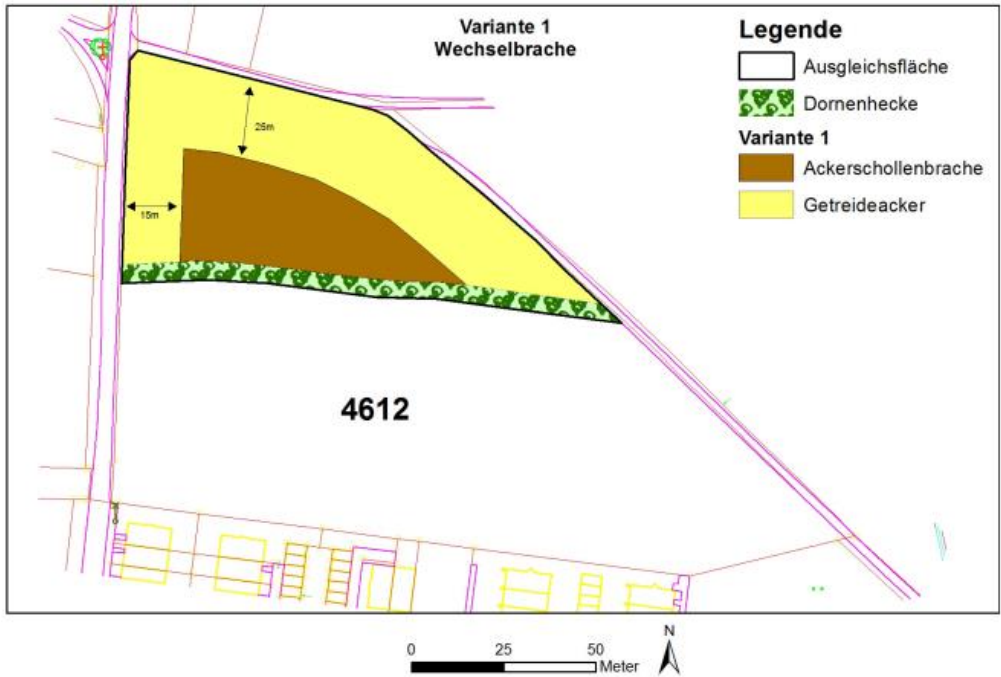 Variante 1
Wechselbrache
Legende
Ausgleichsfläche
Dornenhecke
Variante 1
Ackerschollenbrache
Getreideacker
25m
15m
4612
N
0 25 50
Meter